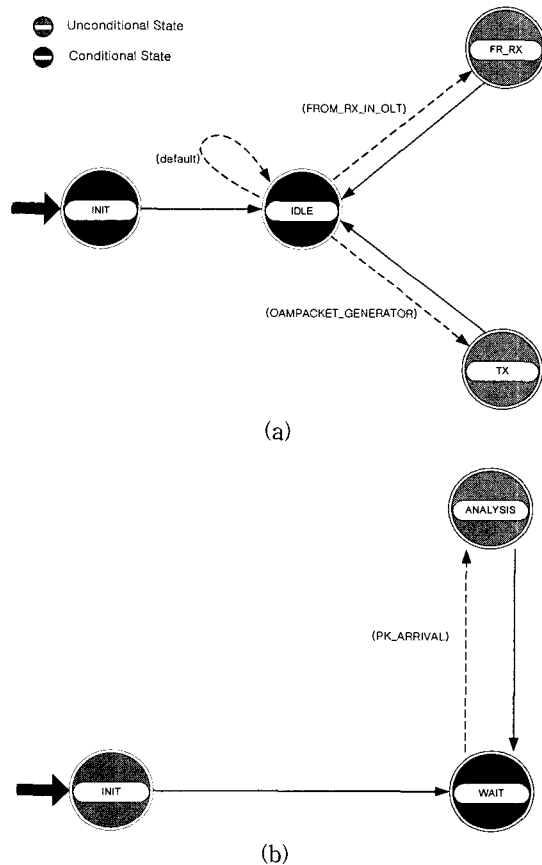 Unconditional State
Conditional State
FR_RX
(FROM_RX_IN_OLT)
(default)
INIT
IDLE
(OAMPACKET_GENERATOR)
TX
(a)
ANALYSIS
(PK_ARRIVAL)
INIT
WAIT
(b)